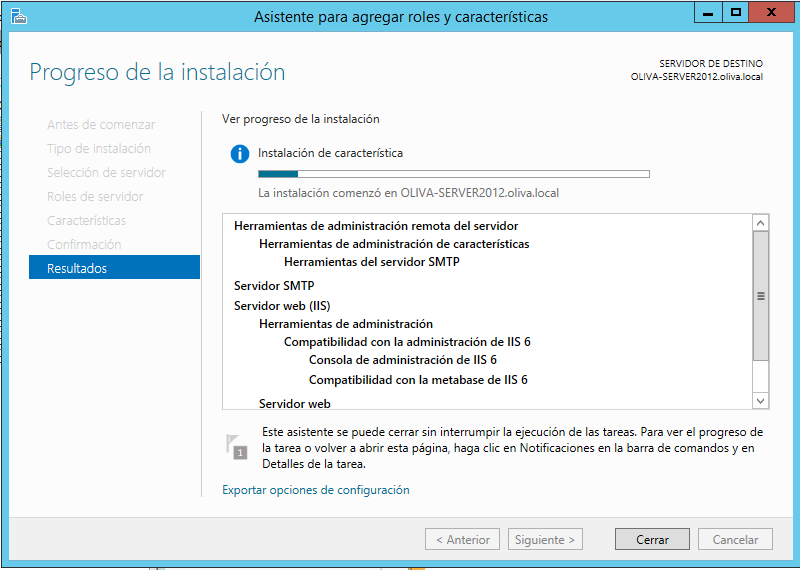 Asistente para agregar roles y características
Progreso de la instalación
SERVIDOR DE DESTINO
OLIVA-SERVER2012.oliva.local
Antes de comenzar
Tipo de instalación
Selección de servidor
Roles de servidor
Características
Confirmación
Resultados
Ver progreso de la instalación
Instalación de característica
La instalación comenzó en OLIVA-SERVER2012.oliva.local
Herramientas de administración remota del servidor
Herramientas de administración de características
Herramientas del servidor SMTP
Servidor SMTP
Servidor web (IIS)
Herramientas de administración
Compatibilidad con la administración de IIS 6
Consola de administración de IIS 6
Compatibilidad con la metabase de IIS 6
Servidor web
1
Este asistente se puede cerrar sin interrumpir la ejecución de las tareas. Para ver el progreso de
la tarea o volver a abrir esta página, haga clic en Notificaciones en la barra de comandos y en
Detalles de la tarea.
Exportar opciones de configuración
< Anterior
Siguiente >
Cerrar
Cancelar